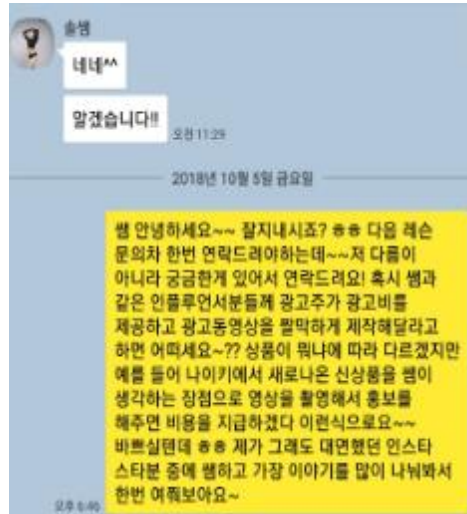 솔쌤
네네^^
알겠습니다!!
오전 11:29
2018년 10월 5일 금요일
쌤 안녕하세요~~ 잘지내시죠? ㅎㅎ 다음 레슨
문의차 한번 연락드려야하는데~~저 다름이
아니라 궁금한게 있어서 연락드려요! 혹시 쌤과
같은 인플루언서분들께 광고주가 광고비를
제공하고 광고동영상을 짤막하게 제작해달라고
하면 어떠세요~?? 상품이 뭐냐에 따라 다르겠지만
예를 들어 나이키에서 새로나온 신상품을 쌤이
생각하는 장점으로 영상을 촬영해서 홍보를
해주면 비용을 지급하겠다 이런식으로요~~
바쁘실텐데 ㅎㅎ 제가 그래도 대면했던 인스타
스타분 중에 쌤하고 가장 이야기를 많이 나눠봐서
한번 여쭤보아요~
오후